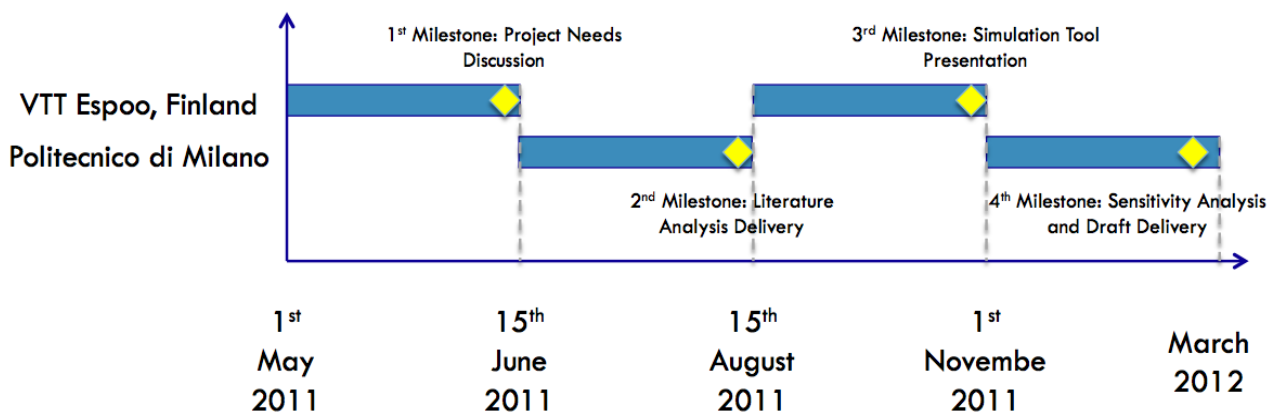 1st Milestone: Project Needs
Discussion
3rd Milestone: Simulation Tool
Presentation
VTT Espoo, Finland
Politecnico di Milano
2nd Milestone: Literature
Analysis Delivery
4th Milestone: Sensitivity Analysis
and Draft Delivery
1st
May
2011
15th
June
2011
15th
August
2011
1st
Novembe
2011
March
2012